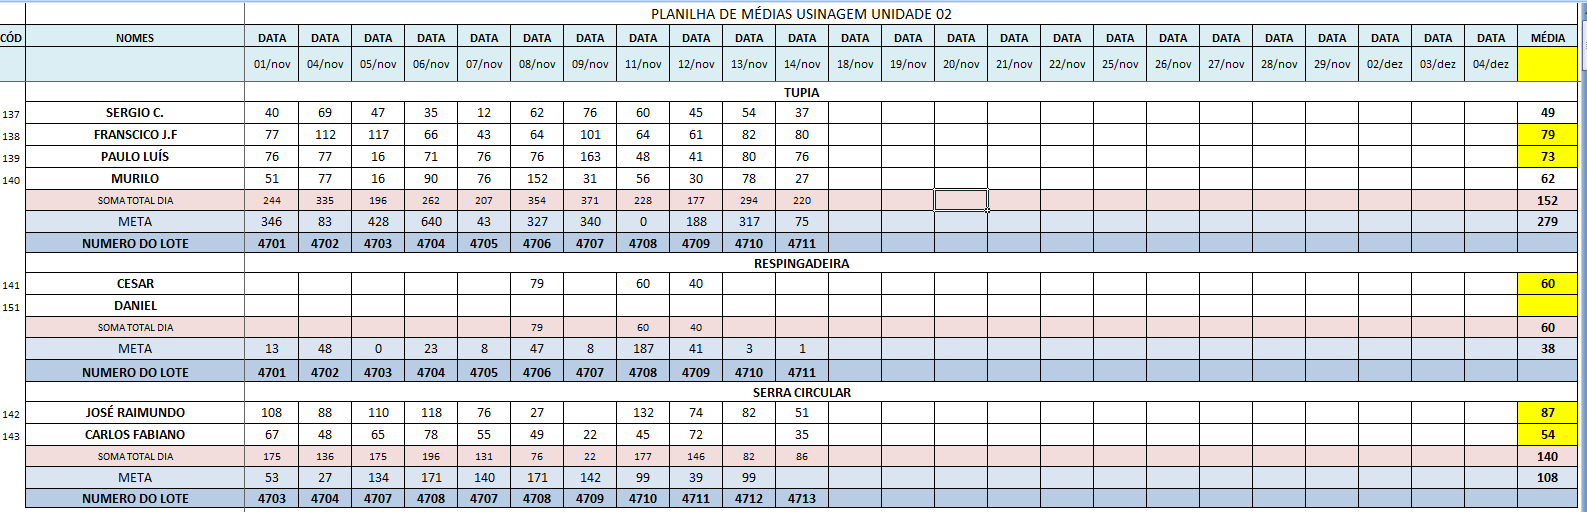 PLANILHA DE MÉDIAS USINAGEM UNIDADE 02
CÓD NOMES DATA DATA DATA DATA DATA DATA DATA DATA DATA DATA DATA DATA DATA DATA DATA DATA DATA DATA DATA DATA DATA DATA DATA DATA MÉDIA
01/nov 04/nov 05/nov 06/nov 07/nov 08/nov 09/nov 11/nov 12/nov 13/nov 14/nov 18/nov 19/nov 20/nov 21/nov 22/nov 25/nov 26/nov 27/nov 28/nov 29/nov 02/dez 03/dez 04/dez
TUPIA
137 SERGIO C. 40 69 47 35 12 62 76 60 45 54 37 49
138 FRANSCICO J.F 77 112 117 66 43 64 101 64 61 82 80 79
139 PAULO LUÍS 76 77 16 71 76 76 163 48 41 80 76 73
140 MURILO 51 77 16 90 76 152 31 56 30 78 27 62
SOMA TOTAL DIA 244 335 196 262 207 354 371 228 177 294 220 152
META 346 83 428 640 43 327 340 0 188 317 75 279
NUMERO DO LOTE 4701 4702 4703 4704 4705 4706 4707 4708 4709 4710 4711
RESPINGADEIRA
141 CESAR 79 60 40 60
151 DANIEL
SOMA TOTAL DIA 79 60 40 60
META 13 48 0 23 8 47 8 187 41 3 1 38
NUMERO DO LOTE 4701 4702 4703 4704 4705 4706 4707 4708 4709 4710 4711
SERRA CIRCULAR
142 JOSÉ RAIMUNDO 108 88 110 118 76 27 132 74 82 51 87
143 CARLOS FABIANO 67 48 65 78 55 49 22 45 72 35 54
SOMA TOTAL DIA 175 136 175 196 131 76 22 177 146 82 86 140
META 53 27 134 171 140 171 142 99 39 99 108
NUMERO DO LOTE 4703 4704 4707 4708 4707 4708 4709 4710 4711 4712 4713